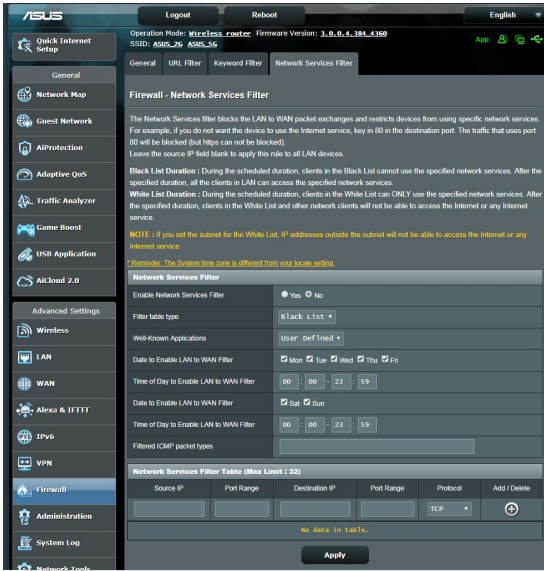 ASUS
Logout
Reboot
English
Quick Internet
Setup
Operation Mode: Wireless router Firmware Version: 3.0.0.4.384_4360
SSID: ASUS_2G ASUS_5G
App
General
Network Map
Guest Network
AiProtection
Adaptive QoS
Traffic Analyzer
Game Boost
USB Application
AiCloud 2.0
Advanced Settings
Wireless
LAN
WAN
Alexa & IFTTT
IPv6
VPN
Firewall
Administration
System Log
Network Tools
General URL Filter Keyword Filter Network Services Filter
Firewall - Network Services Filter
The Network Services filter blocks the LAN to WAN packet exchanges and restricts devices from using specific network services.
For example, if you do not want the device to use the Internet service, key in 80 in the destination port. The traffic that uses port
80 will be blocked (but https can not be blocked).
Leave the source IP field blank to apply this rule to all LAN devices.
Black List Duration : During the scheduled duration, clients in the Black List cannot use the specified network services. After the
specified duration, all the clients in LAN can access the specified network services.
White List Duration : During the scheduled duration, clients in the White List can ONLY use the specified network services. After
the specified duration, clients in the White List and other network clients will not be able to access the Internet or any Internet
service.
NOTE : If you set the subnet for the White List, IP addresses outside the subnet will not be able to access the Internet or any
Internet service.
* Reminder: The System time zone is different from your locale setting.
Network Services Filter
Enable Network Services Filter Yes No
Filter table type Black List
Well-Known Applications User Defined
Date to Enable LAN to WAN Filter Mon Tue Wed Thu Fri
Time of Day to Enable LAN to WAN Filter 00 : 00 - 23 : 59
Date to Enable LAN to WAN Filter Sat Sun
Time of Day to Enable LAN to WAN Filter 00 : 00 - 23 : 59
Filtered ICMP packet types
Network Services Filter Table (Max Limit : 32)
Source IP Port Range Destination IP Port Range Protocol Add / Delete
TCP
No data in table.
Apply